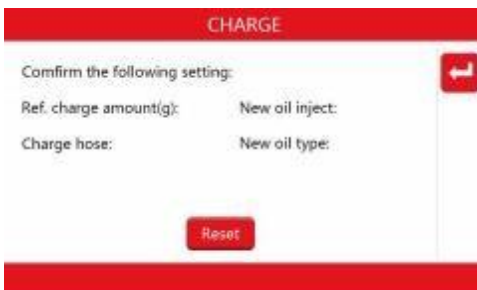 CHARGE
Comfirm the following setting:
Ref. charge amount(g): New oil inject:
Charge hose: New oil type:
Reset